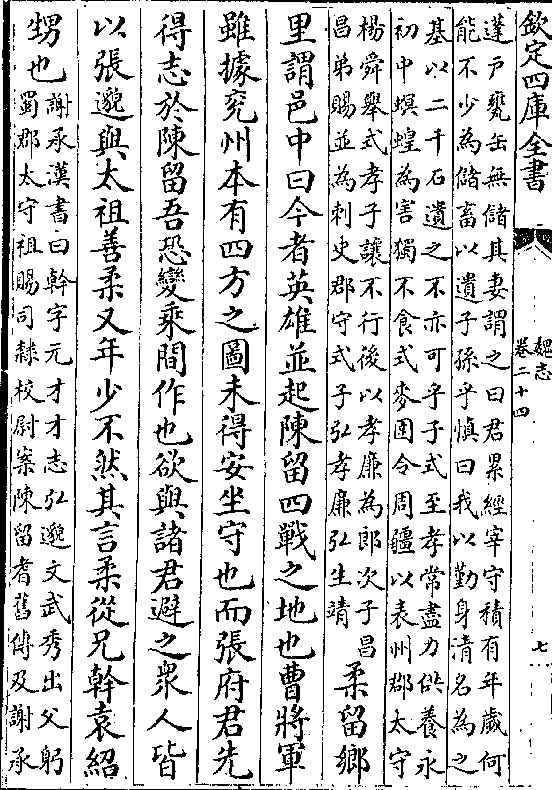 欽定四庫全書
魏志
卷二十四
七
蓬戶甕缶無儲其妻謂之曰君累經宰守積有年歲何
能不少為儲畜以遺子孫乎慎曰我以勤身清名為之
基以二千石遺之不亦可乎子式至孝常盡力供養永
初中螟蝗為害獨不食式麥圉令周彊以表州郡太守
楊舜舉式孝子讓不行後以孝廉為郎次子昌
昌弟賜並為刺史郡守式子弘孝廉弘生靖
柔留鄉
里謂邑中曰今者英雄並起陳留四戰之地也曹將軍
雖據兗州本有四方之圖未得安坐守也而張府君先
得志於陳留吾恐變乘間作也欲與諸君避之衆人皆
以張邈與太祖善柔又年少不然其言柔從兄幹袁紹
甥也
謝承漢書曰幹字元才才志弘邈文武秀出父躬
蜀郡太守祖賜司隸校尉案陳留耆舊傳及謝承